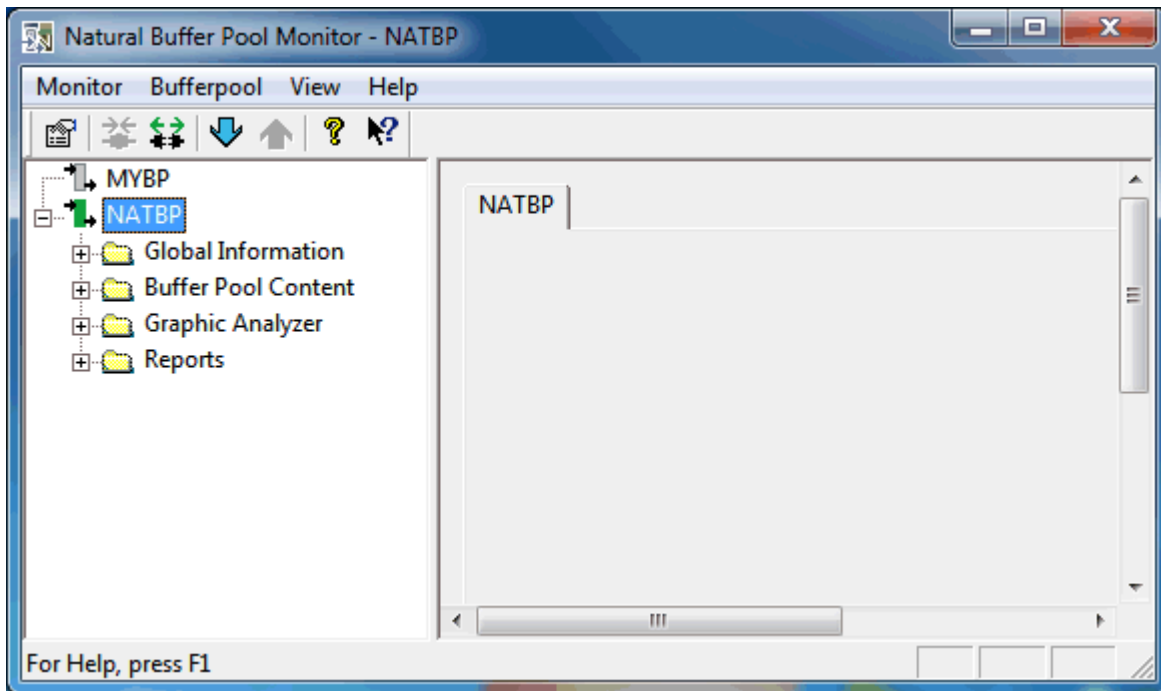 Natural Buffer Pool Monitor - NATBP
Monitor Bufferpool View Help
MYBP
NATBP
Global Information
Buffer Pool Content
Graphic Analyzer
Reports
NATBP
For Help, press F1